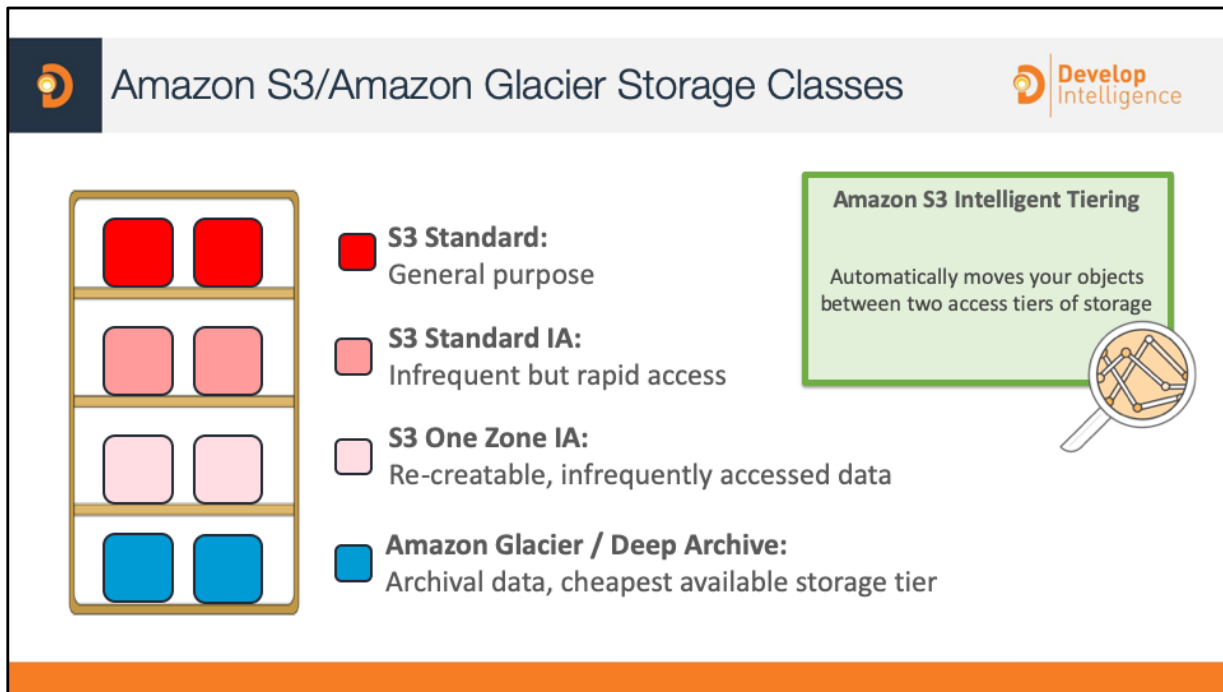 Amazon S3/Amazon Glacier Storage Classes
Develop
Intelligence
S3 Standard:
General purpose
S3 Standard IA:
Infrequent but rapid access
S3 One Zone IA:
Re-creatable, infrequently accessed data
Amazon Glacier / Deep Archive:
Archival data, cheapest available storage tier
Amazon S3 Intelligent Tiering
Automatically moves your objects
between two access tiers of storage